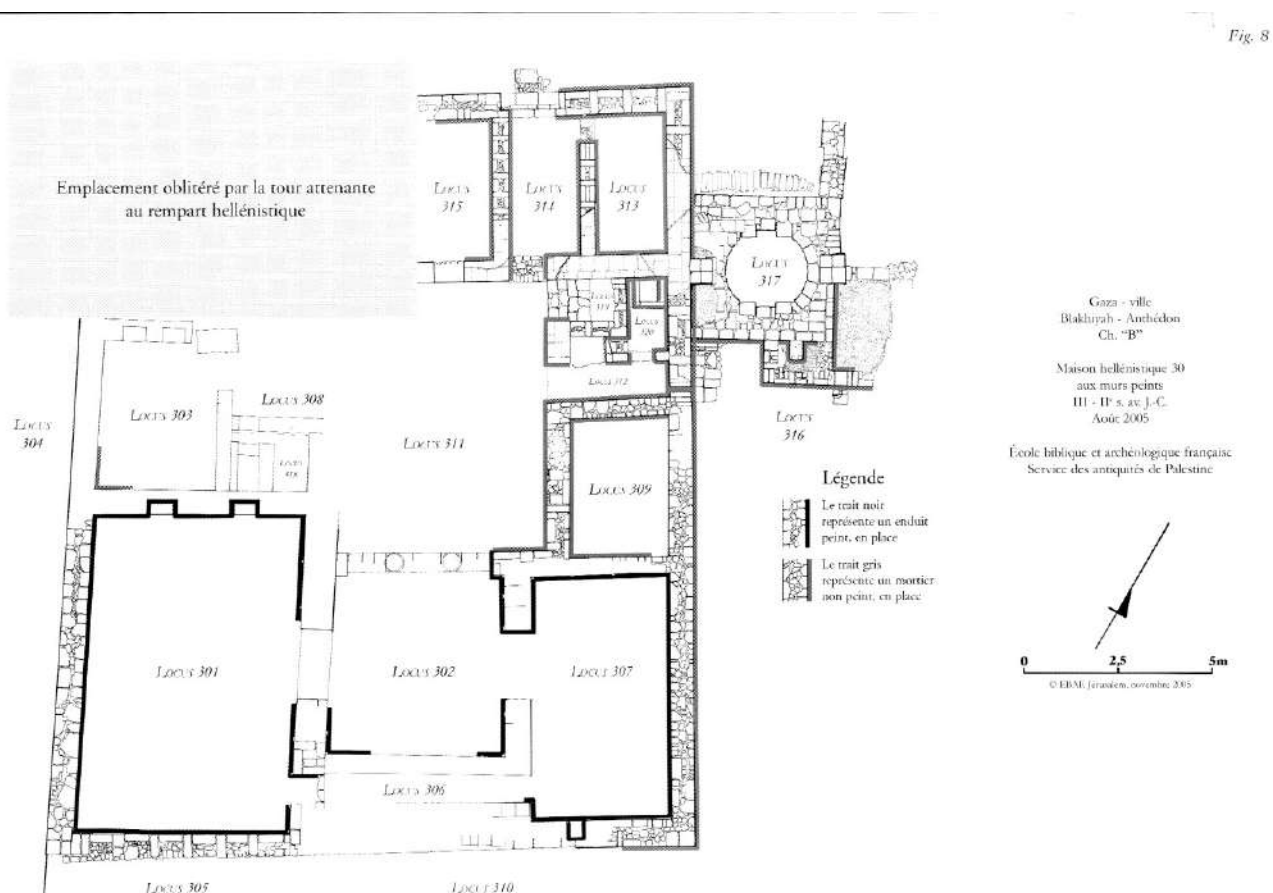 Fig. 8
Emplacement oblitéré par la tour attenante
au rempart hellénistique
LOCUS
315
LOCUS
314
LOCUS
313
LOCUS
317
LOCUS
320
LOCUS 312
LOCUS
304
LOCUS 303
LOCUS 308
LOCUS 311
LOCUS
316
LOCUS 309
LOCUS 301
LOCUS 302
LOCUS 307
LOCUS 306
LOCUS 305
LOCUS 310
Gaza - ville
Blakhiyah - Anthédon
Ch. "B"
Maison hellénistique 30
aux murs peints
III - IIe s. av. J.-C.
Août 2005
École biblique et archéologique française
Service des antiquités de Palestine
Légende
Le trait noir
représente un enduit
peint, en place
Le trait gris
représente un mortier
non peint, en place
0 2,5 5m
© EBAF, Jérusalem, novembre 2005